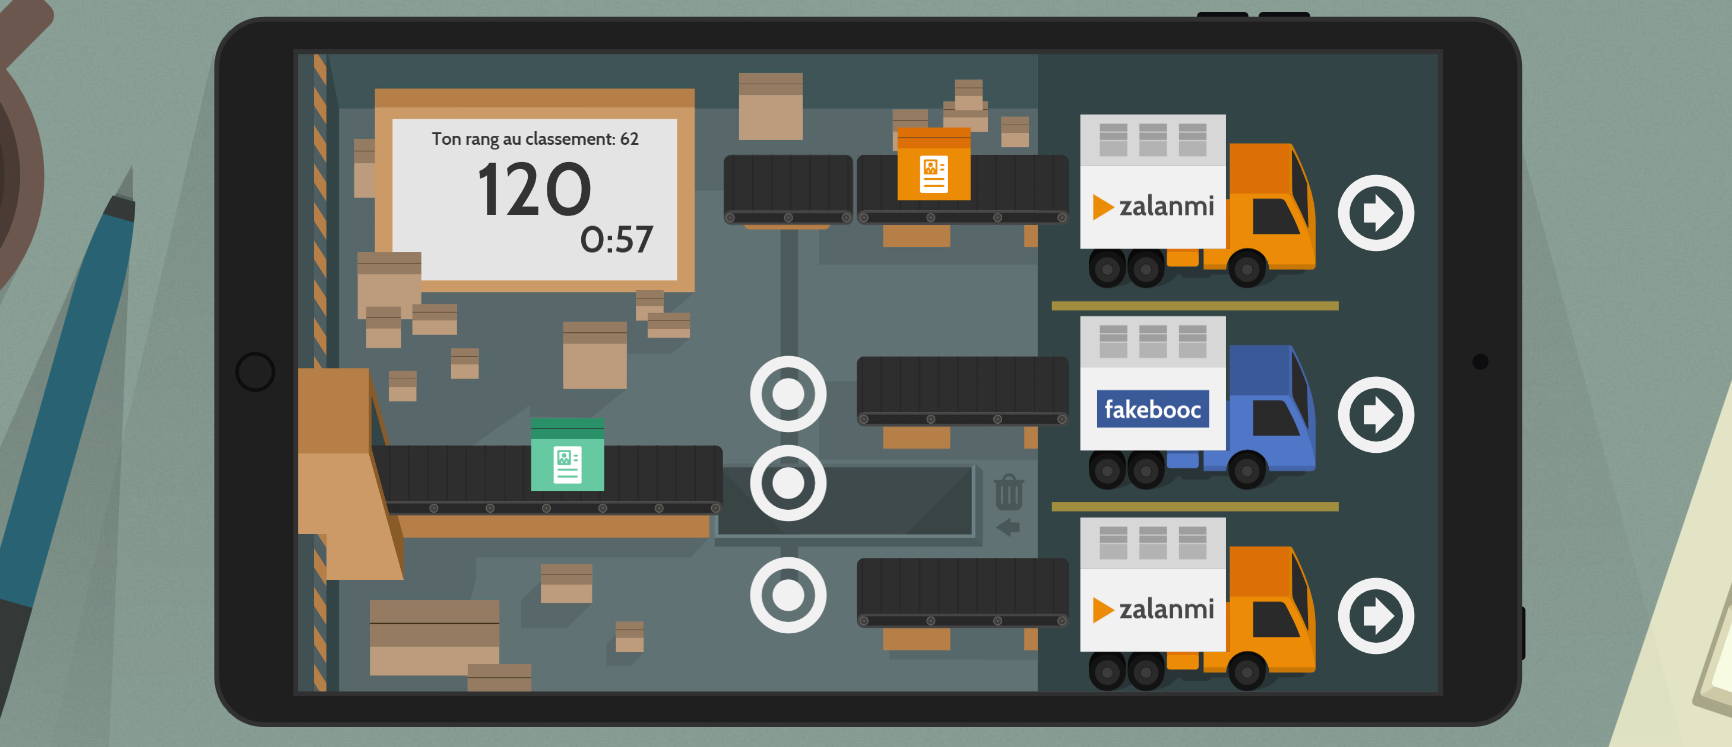 Ton rang au classement: 62
120
0:57
zalanmi
fakebooc
zalanmi